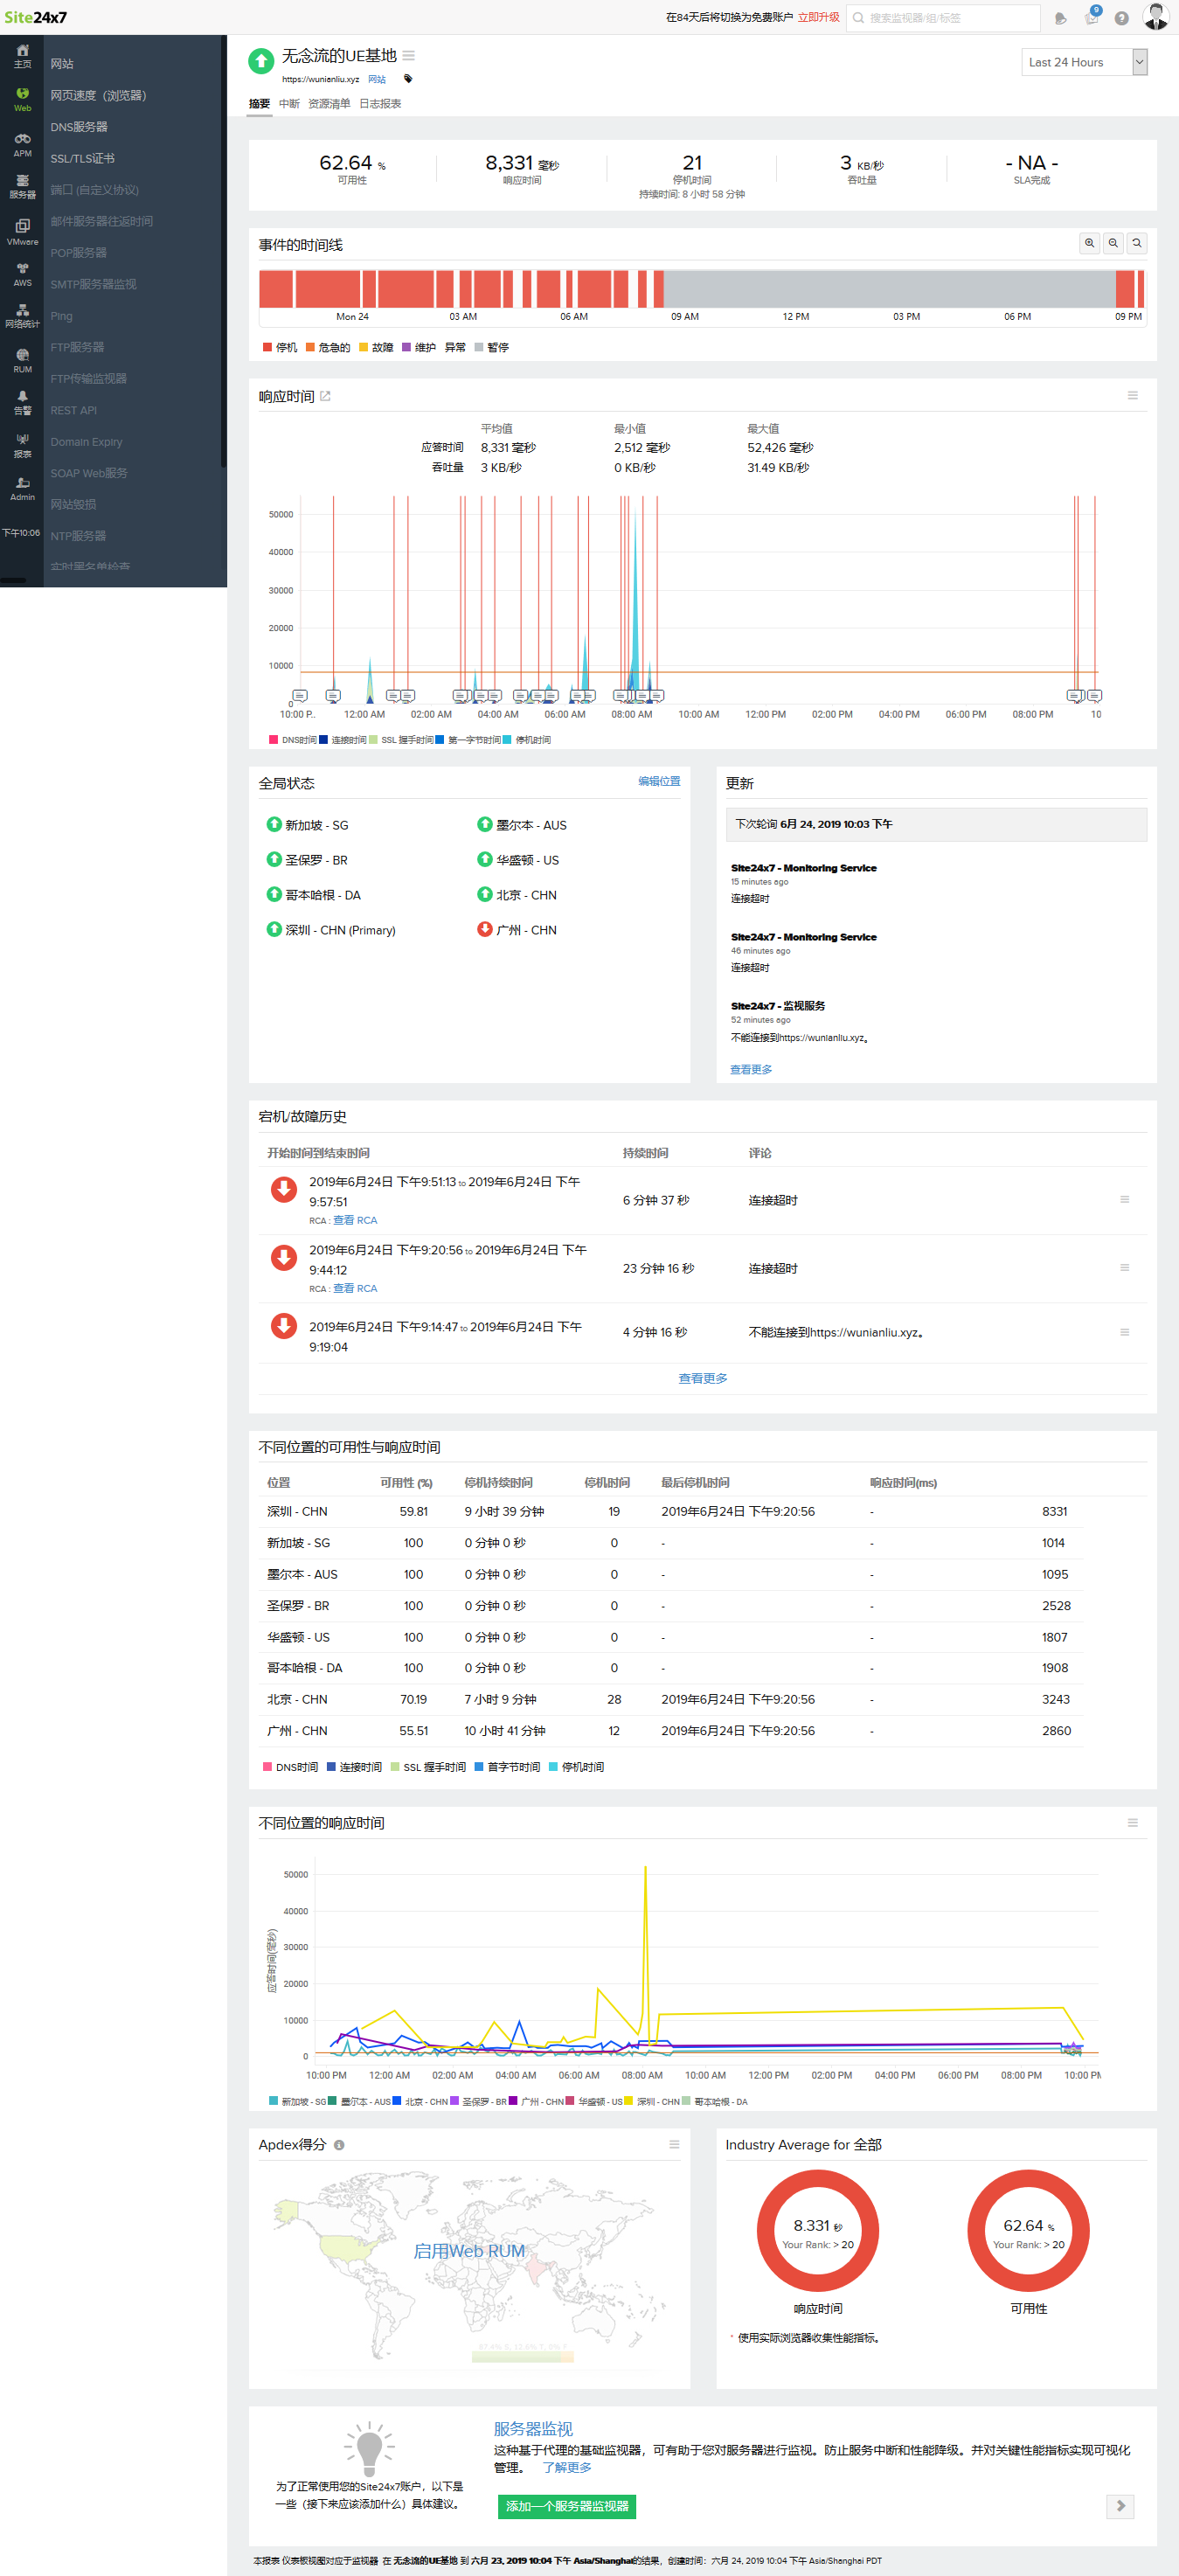 Site24x7
在84天后将切换为免费账户 立即升级
搜索监视器/组/标签
9
主页
Web
APM
服务器
VMware
AWS
网络统计
RUM
告警
报表
Admin
下午10:06
网站
网页速度（浏览器）
DNS服务器
SSL/TLS证书
端口 (自定义协议)
邮件服务器往返时间
POP服务器
SMTP服务器监视
Ping
FTP服务器
FTP传输监视器
REST API
Domain Expiry
SOAP Web服务
网站毁损
NTP服务器
实时黑名单检查
无念流的UE基地
https://wunianliu.xyz 网站
Last 24 Hours
摘要 中断 资源清单 日志报表
62.64 % 8,331 毫秒 21 3 KB/秒 - NA -
可用性 响应时间 停机时间 吞吐量 SLA完成
持续时间: 8 小时 58 分钟
事件的时间线
Mon 24 03 AM 06 AM 09 AM 12 PM 03 PM 06 PM 09 PM
停机 危急的 故障 维护 异常 暂停
响应时间
平均值 最小值 最大值
应答时间 8,331 毫秒 2,512 毫秒 52,426 毫秒
吞吐量 3 KB/秒 0 KB/秒 31.49 KB/秒
50000
40000
30000
20000
10000
0
10:00 P.. 12:00 AM 02:00 AM 04:00 AM 06:00 AM 08:00 AM 10:00 AM 12:00 PM 02:00 PM 04:00 PM 06:00 PM 08:00 PM 10
DNS时间 连接时间 SSL 握手时间 第一字节时间 停机时间
全局状态 编辑位置
新加坡 - SG 墨尔本 - AUS
圣保罗 - BR 华盛顿 - US
哥本哈根 - DA 北京 - CHN
深圳 - CHN (Primary) 广州 - CHN
更新
下次轮询 6月 24, 2019 10:03 下午
Site24x7 - Monitoring Service
15 minutes ago
连接超时
Site24x7 - Monitoring Service
46 minutes ago
连接超时
Site24x7 - 监视服务
52 minutes ago
不能连接到https://wunianliu.xyz。
查看更多
宕机/故障历史
开始时间到结束时间 持续时间 评论
2019年6月24日 下午9:51:13 to 2019年6月24日 下午
9:57:51
RCA : 查看 RCA
6 分钟 37 秒 连接超时
2019年6月24日 下午9:20:56 to 2019年6月24日 下午
9:44:12
RCA : 查看 RCA
23 分钟 16 秒 连接超时
2019年6月24日 下午9:14:47 to 2019年6月24日 下午
9:19:04
4 分钟 16 秒 不能连接到https://wunianliu.xyz。
查看更多
不同位置的可用性与响应时间
位置 可用性 (%) 停机持续时间 停机时间 最后停机时间 响应时间(ms)
深圳 - CHN 59.81 9 小时 39 分钟 19 2019年6月24日 下午9:20:56 - 8331
新加坡 - SG 100 0 分钟 0 秒 0 - - 1014
墨尔本 - AUS 100 0 分钟 0 秒 0 - - 1095
圣保罗 - BR 100 0 分钟 0 秒 0 - - 2528
华盛顿 - US 100 0 分钟 0 秒 0 - - 1807
哥本哈根 - DA 100 0 分钟 0 秒 0 - - 1908
北京 - CHN 70.19 7 小时 9 分钟 28 2019年6月24日 下午9:20:56 - 3243
广州 - CHN 55.51 10 小时 41 分钟 12 2019年6月24日 下午9:20:56 - 2860
DNS时间 连接时间 SSL 握手时间 首字节时间 停机时间
不同位置的响应时间
应答时间(毫秒)
50000
40000
30000
20000
10000
0
10:00 PM 12:00 AM 02:00 AM 04:00 AM 06:00 AM 08:00 AM 10:00 AM 12:00 PM 02:00 PM 04:00 PM 06:00 PM 08:00 PM 10:00 PM
新加坡 - SG 墨尔本 - AUS 北京 - CHN 圣保罗 - BR 广州 - CHN 华盛顿 - US 深圳 - CHN 哥本哈根 - DA
Apdex得分
启用Web RUM
Industry Average for 全部
8.331 秒 62.64 %
Your Rank: > 20 Your Rank: > 20
响应时间 可用性
* 使用实际浏览器收集性能指标。
为了正常使用您的Site24x7账户，以下是
一些（接下来应该添加什么）具体建议。
服务器监视
这种基于代理的基础监视器，可有助于您对服务器进行监视。防止服务中断和性能降级。并对关键性能指标实现可视化
管理。 了解更多
添加一个服务器监视器
本报表 仪表板视图对应于监视器 在 无念流的UE基地 到 六月 23, 2019 10:04 下午 Asia/Shanghai的结果，创建时间：六月 24, 2019 10:04 下午 Asia/Shanghai PDT